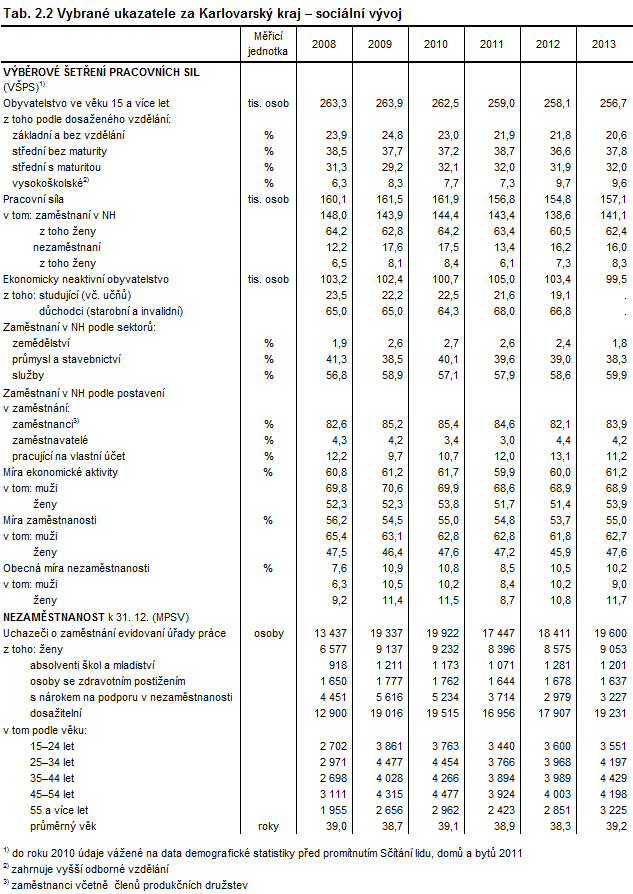 Tab. 2.2 Vybrané ukazatele za Karlovarský kraj – sociální vývoj
Měřicí jednotka 2008 2009 2010 2011 2012 2013
VÝBĚROVÉ ŠETŘENÍ PRACOVNÍCH SIL
(VŠPS)1)
Obyvatelstvo ve věku 15 a více let tis. osob 263,3 263,9 262,5 259,0 258,1 256,7
z toho podle dosaženého vzdělání:
základní a bez vzdělání % 23,9 24,8 23,0 21,9 21,8 20,6
střední bez maturity % 38,5 37,7 37,2 38,7 36,6 37,8
střední s maturitou % 31,3 29,2 32,1 32,0 31,9 32,0
vysokoškolské2) % 6,3 8,3 7,7 7,3 9,7 9,6
Pracovní síla tis. osob 160,1 161,5 161,9 156,8 154,8 157,1
v tom: zaměstnaní v NH 148,0 143,9 144,4 143,4 138,6 141,1
z toho ženy 64,2 62,8 64,2 63,4 60,5 62,4
nezaměstnaní 12,2 17,6 17,5 13,4 16,2 16,0
z toho ženy 6,5 8,1 8,4 6,1 7,3 8,3
Ekonomicky neaktivní obyvatelstvo tis. osob 103,2 102,4 100,7 105,0 103,4 99,5
z toho: studující (vč. učňů) 23,5 22,2 22,5 21,6 19,1 .
důchodci (starobní a invalidní) 65,0 65,0 64,3 68,0 66,8 .
Zaměstnaní v NH podle sektorů:
zemědělství % 1,9 2,6 2,7 2,6 2,4 1,8
průmysl a stavebnictví % 41,3 38,5 40,1 39,6 39,0 38,3
služby % 56,8 58,9 57,1 57,9 58,6 59,9
Zaměstnaní v NH podle postavení
v zaměstnání:
zaměstnanci3) % 82,6 85,2 85,4 84,6 82,1 83,9
zaměstnavatelé % 4,3 4,2 3,4 3,0 4,4 4,2
pracující na vlastní účet % 12,2 9,7 10,7 12,0 13,1 11,2
Míra ekonomické aktivity % 60,8 61,2 61,7 59,9 60,0 61,2
v tom: muži 69,8 70,6 69,9 68,6 68,9 68,9
ženy 52,3 52,3 53,8 51,7 51,4 53,9
Míra zaměstnanosti % 56,2 54,5 55,0 54,8 53,7 55,0
v tom: muži 65,4 63,1 62,8 62,8 61,8 62,7
ženy 47,5 46,4 47,6 47,2 45,9 47,6
Obecná míra nezaměstnanosti % 7,6 10,9 10,8 8,5 10,5 10,2
v tom: muži 6,3 10,5 10,2 8,4 10,2 9,0
ženy 9,2 11,4 11,5 8,7 10,8 11,7
NEZAMĚSTNANOST k 31. 12. (MPSV)
Uchazeči o zaměstnání evidovaní úřady práce osoby 13 437 19 337 19 922 17 447 18 411 19 600
z toho: ženy 6 577 9 137 9 232 8 396 8 575 9 053
absolventi škol a mladiství 918 1 211 1 173 1 071 1 281 1 201
osoby se zdravotním postižením 1 650 1 777 1 762 1 644 1 678 1 637
s nárokem na podporu v nezaměstnanosti 4 451 5 616 5 234 3 714 2 979 3 227
dosažitelní 12 900 19 016 19 515 16 956 17 907 19 231
v tom podle věku:
15–24 let 2 702 3 861 3 763 3 440 3 600 3 551
25–34 let 2 971 4 477 4 454 3 766 3 968 4 197
35–44 let 2 698 4 028 4 266 3 894 3 989 4 429
45–54 let 3 111 4 315 4 477 3 924 4 003 4 198
55 a více let 1 955 2 656 2 962 2 423 2 851 3 225
průměrný věk roky 39,0 38,7 39,1 38,9 38,3 39,2
1) do roku 2010 údaje vážené na data demografické statistiky před promítnutím Sčítání lidu, domů a bytů 2011
2) zahrnuje vyšší odborné vzdělání
3) zaměstnanci včetně členů produkčních družstev